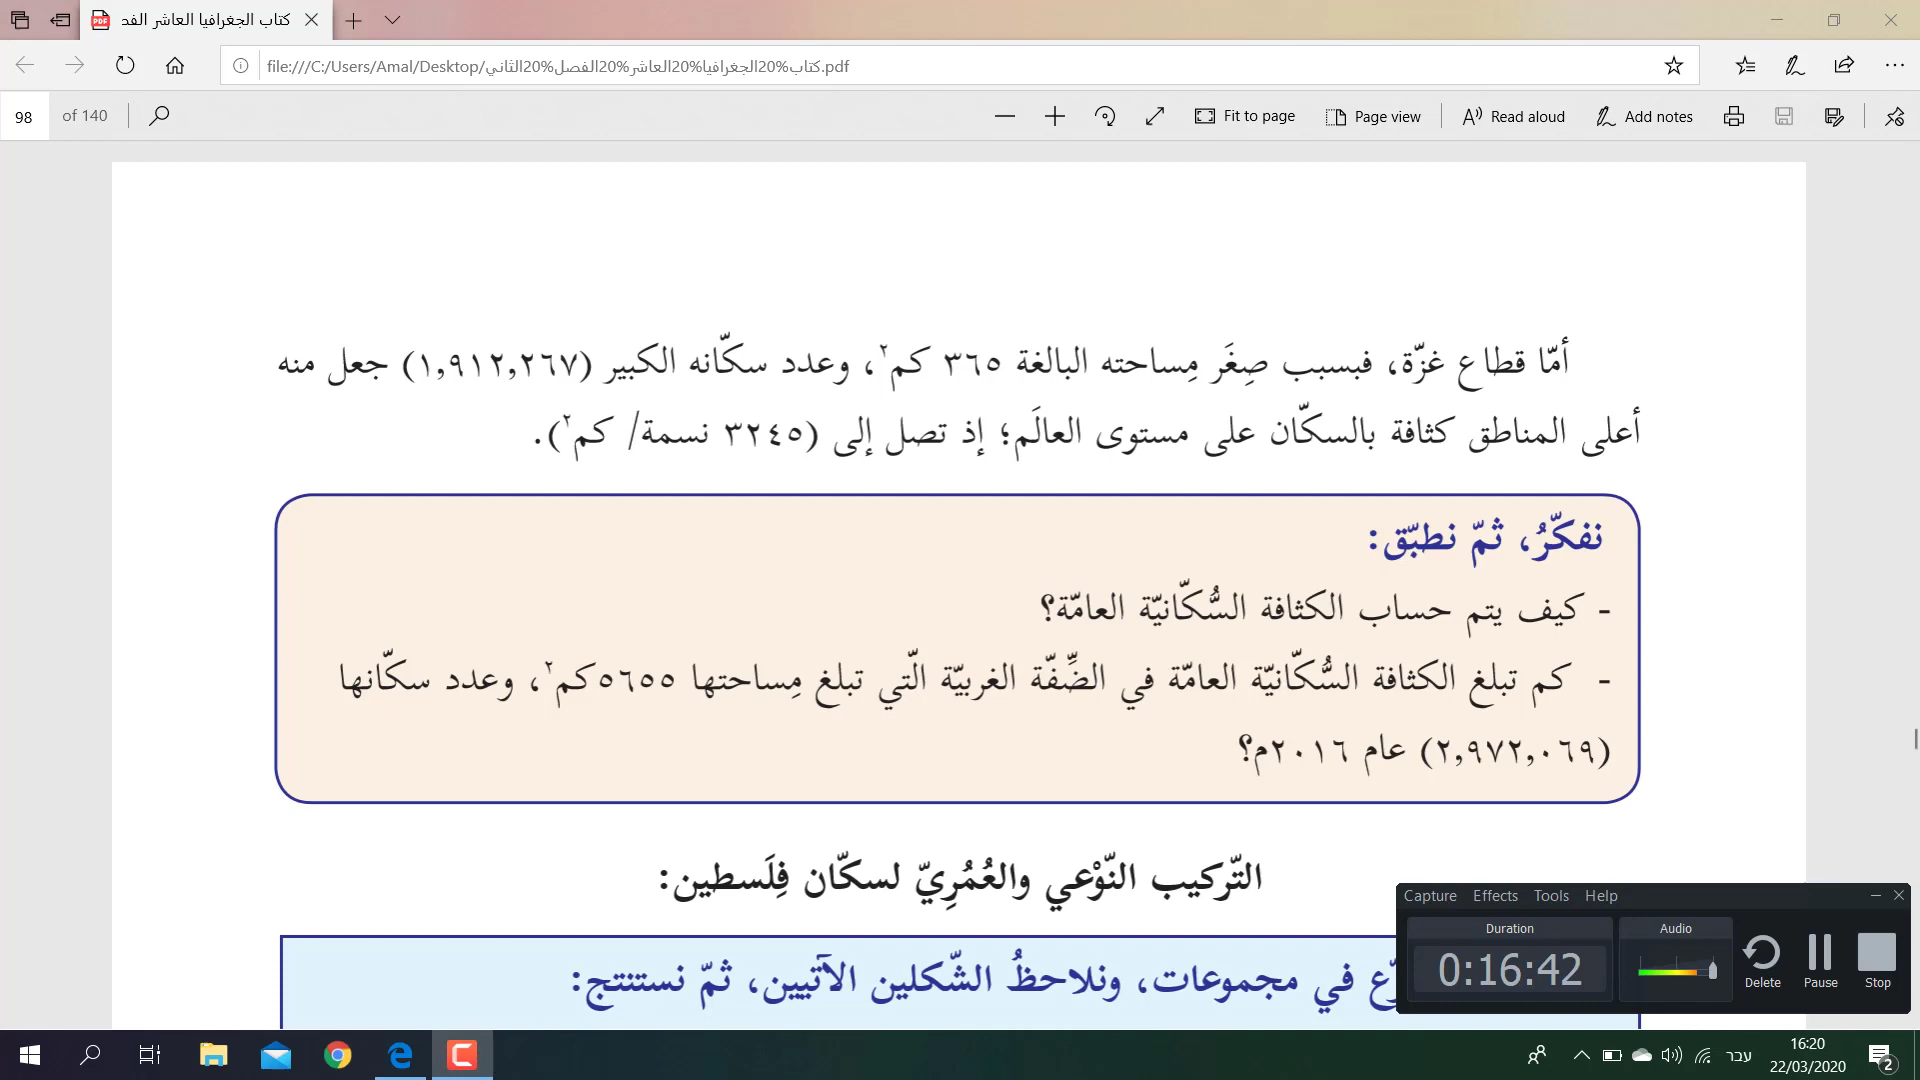 كتاب الجغرافيا العاشر الفص
file:///C:/Users/Amal/Desktop/كتاب%20الجغرافيا%20العاشر%20الفصل%20الثاني.pdf
98 of 140
Fit to page
Page view
Read aloud
Add notes
أمّا قطاع غزّة، فبسبب صِغَر مِساحته البالغة ٣٦٥ كم٢، وعدد سكّانه الكبير (١,٩١٢,٢٦٧) جعل منه
أعلى المناطق كثافة بالسكّان على مستوى العالَم؛ إذ تصل إلى (٣٢٤٥ نسمة/ كم٢).
نفكّرُ، ثمّ نطبّق:
- كيف يتم حساب الكثافة السُّكّانيّة العامّة؟
- كم تبلغ الكثافة السُّكّانيّة العامّة في الضِّفّة الغربيّة الّتي تبلغ مِساحتها ٥٦٥٥كم٢، وعدد سكّانها
(٢,٩٧٢,٠٦٩) عام ٢٠١٦م؟
التّركيب النّوْعي والعُمُرِيّ لسكّان فِلَسطين:
في مجموعات، ونلاحظُ الشّكلين الآتيين، ثمّ نستنتج:
Capture Effects Tools Help
Duration
0:16:42
Audio
Delete
Pause
Stop
עבר
16:20
22/03/2020
2